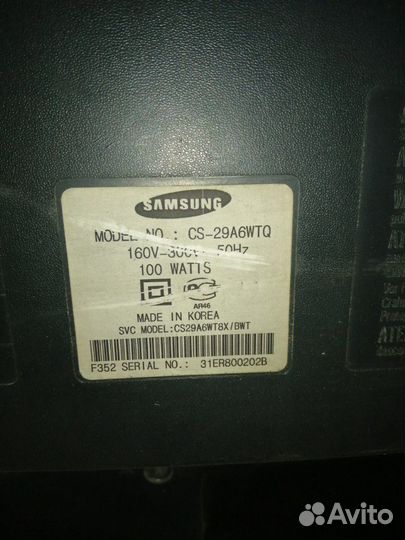 SAMSUNG
MODEL NO. : CS-29A6WTQ
160V-300V~ 50Hz
100 WATTS
AR46
MADE IN KOREA
SVC MODEL:CS29A6WT8X/BWT
F352 SERIAL NO.: 31ER800202B
Avito